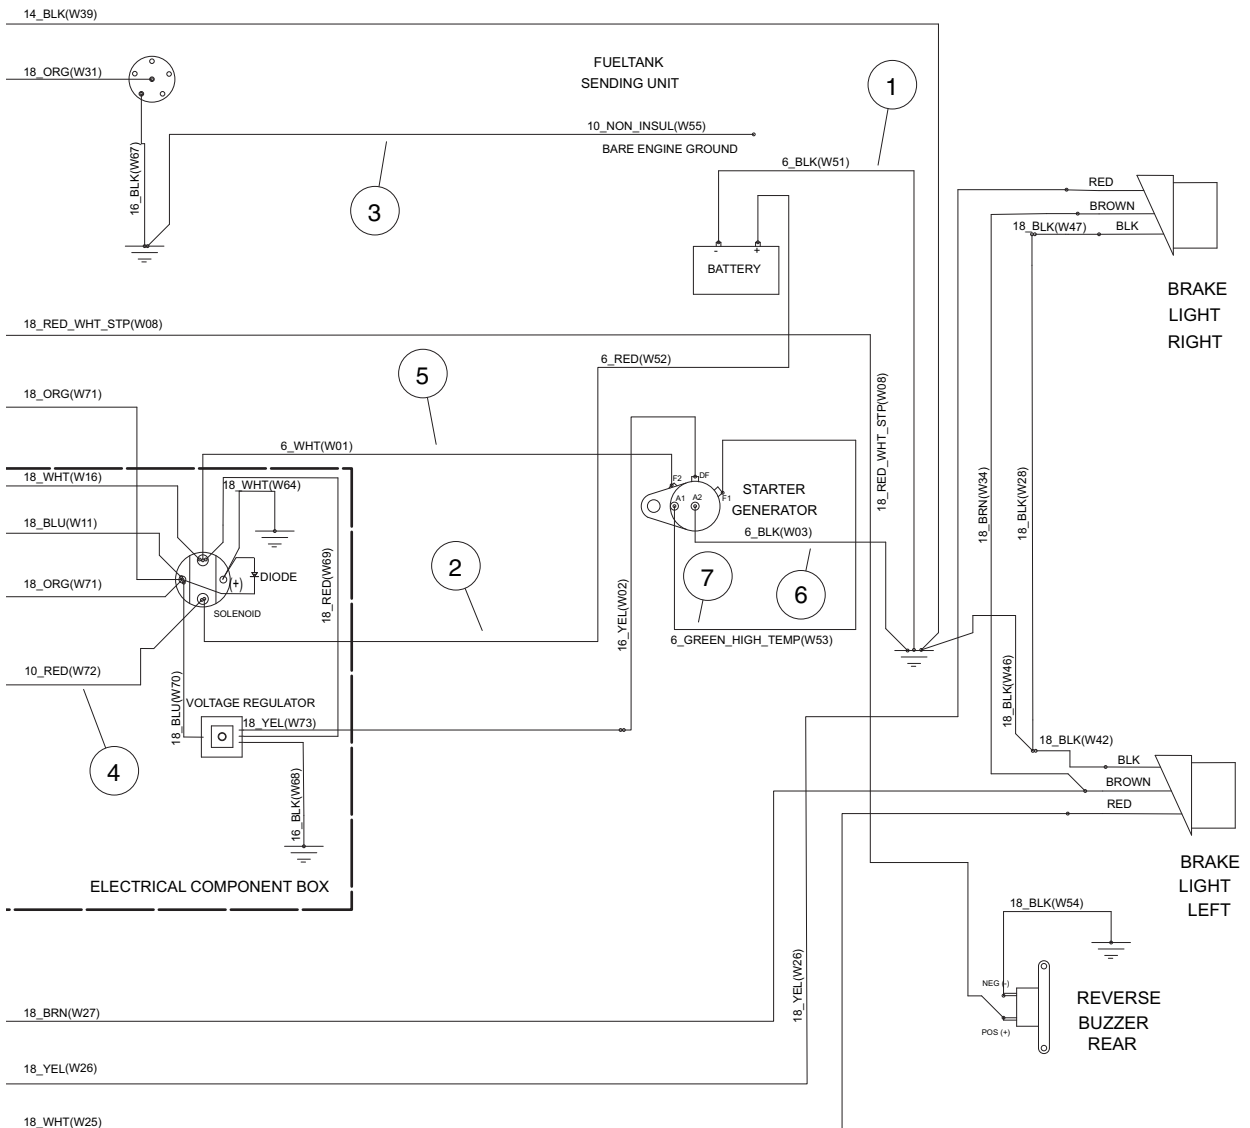 14_BLK(W39)
FUELTANK
SENDING UNIT
18_ORG(W31)
1
10_NON_INSUL(W55)
BARE ENGINE GROUND
16_BLK(W67)
6_BLK(W51)
3
RED
BROWN
18_BLK(W47)
BLK
- +
BATTERY
BRAKE
LIGHT
RIGHT
18_RED_WHT_STP(W08)
6_RED(W52)
5
18_ORG(W71)
18_RED_WHT_STP(W08)
6_WHT(W01)
18_WHT(W16)
18_WHT(W64)
F2
DF
A1
A2
F1
STARTER
GENERATOR
18_BRN(W34)
18_BLK(W28)
18_BLU(W11)
6_BLK(W03)
2
7
6
18_ORG(W71)
(+)
DIODE
SOLENOID
18_RED(W69)
16_YEL(W02)
6_GREEN_HIGH_TEMP(W53)
10_RED(W72)
18_BLU(W70)
VOLTAGE REGULATOR
18_YEL(W73)
18_BLK(W46)
18_BLK(W42)
4
BLK
BROWN
RED
16_BLK(W68)
ELECTRICAL COMPONENT BOX
BRAKE
LIGHT
LEFT
18_BLK(W54)
18_YEL(W26)
NEG (-)
POS (+)
REVERSE
BUZZER
REAR
18_BRN(W27)
18_YEL(W26)
18_WHT(W25)